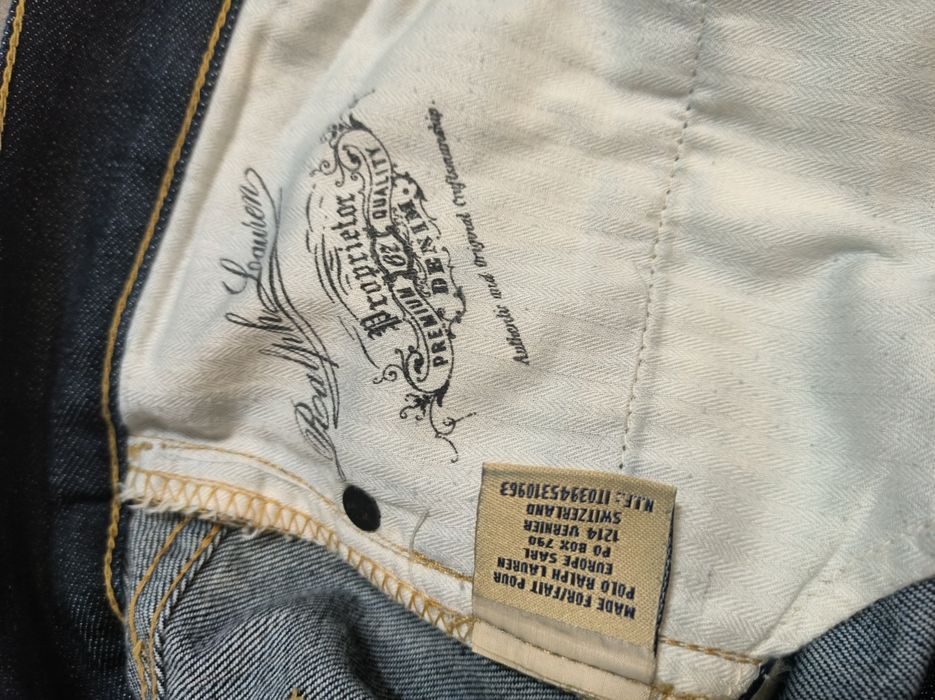 Ralph Lauren
Proprietor
PREMIUM QUALITY
DENIM
Authentic and Original Craftsmanship.
MADE FOR/FAIT POUR
POLO RALPH LAUREN
EUROPE SARL
PO BOX 790
1214 VERNIER
SWITZERLAND
N.I.F.: IT03945310963